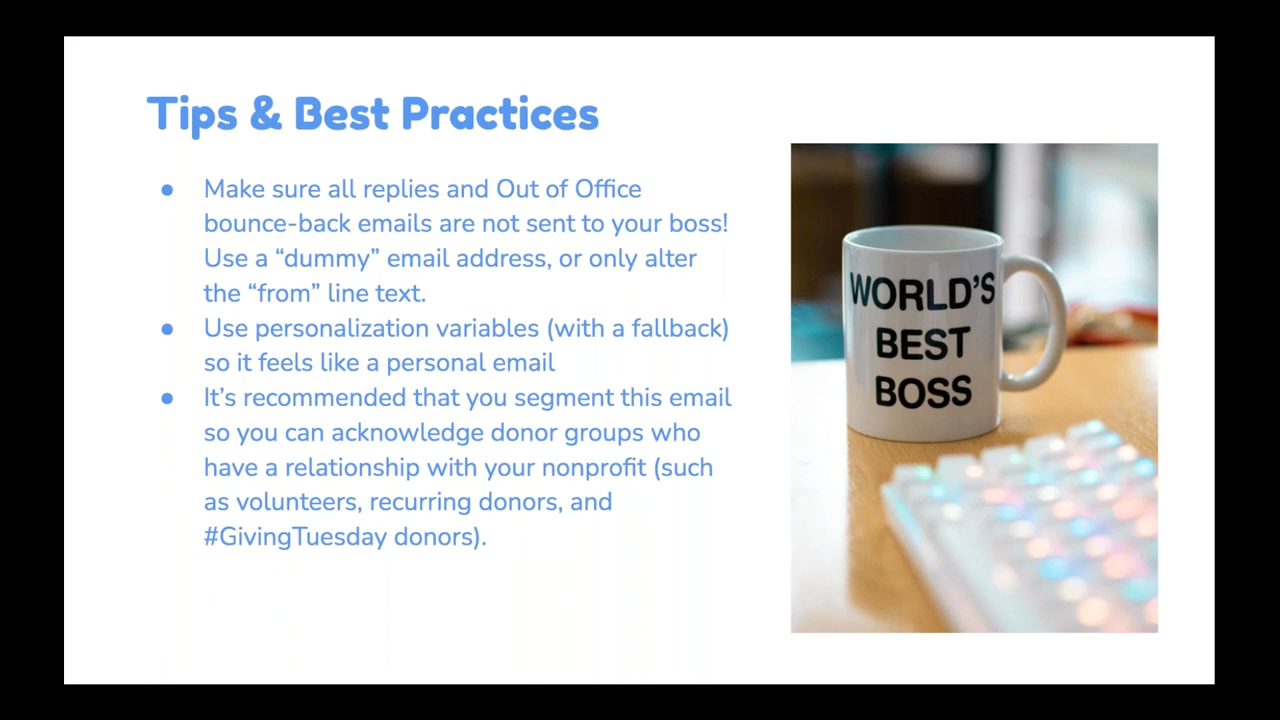 Tips & Best Practices
● Make sure all replies and Out of Office
bounce-back emails are not sent to your boss!
Use a “dummy” email address, or only alter
the “from” line text.
● Use personalization variables (with a fallback)
so it feels like a personal email
● It’s recommended that you segment this email
so you can acknowledge donor groups who
have a relationship with your nonprofit (such
as volunteers, recurring donors, and
#GivingTuesday donors).
WORLD’S
BEST
BOSS